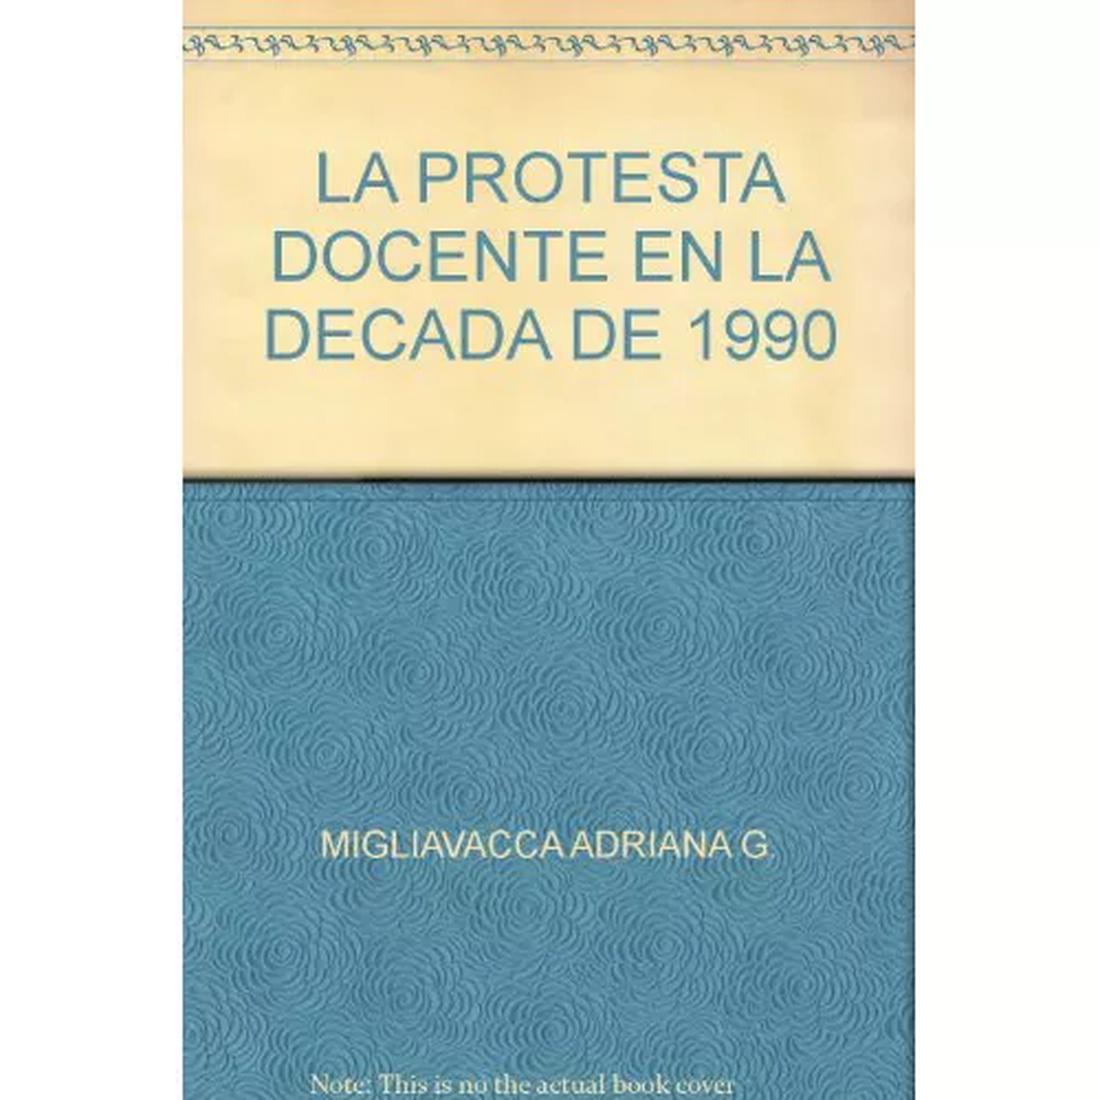 LA PROTESTA
DOCENTE EN LA
DECADA DE 1990
MIGLIAVACCA ADRIANA G.
Note: This is no the actual book cover